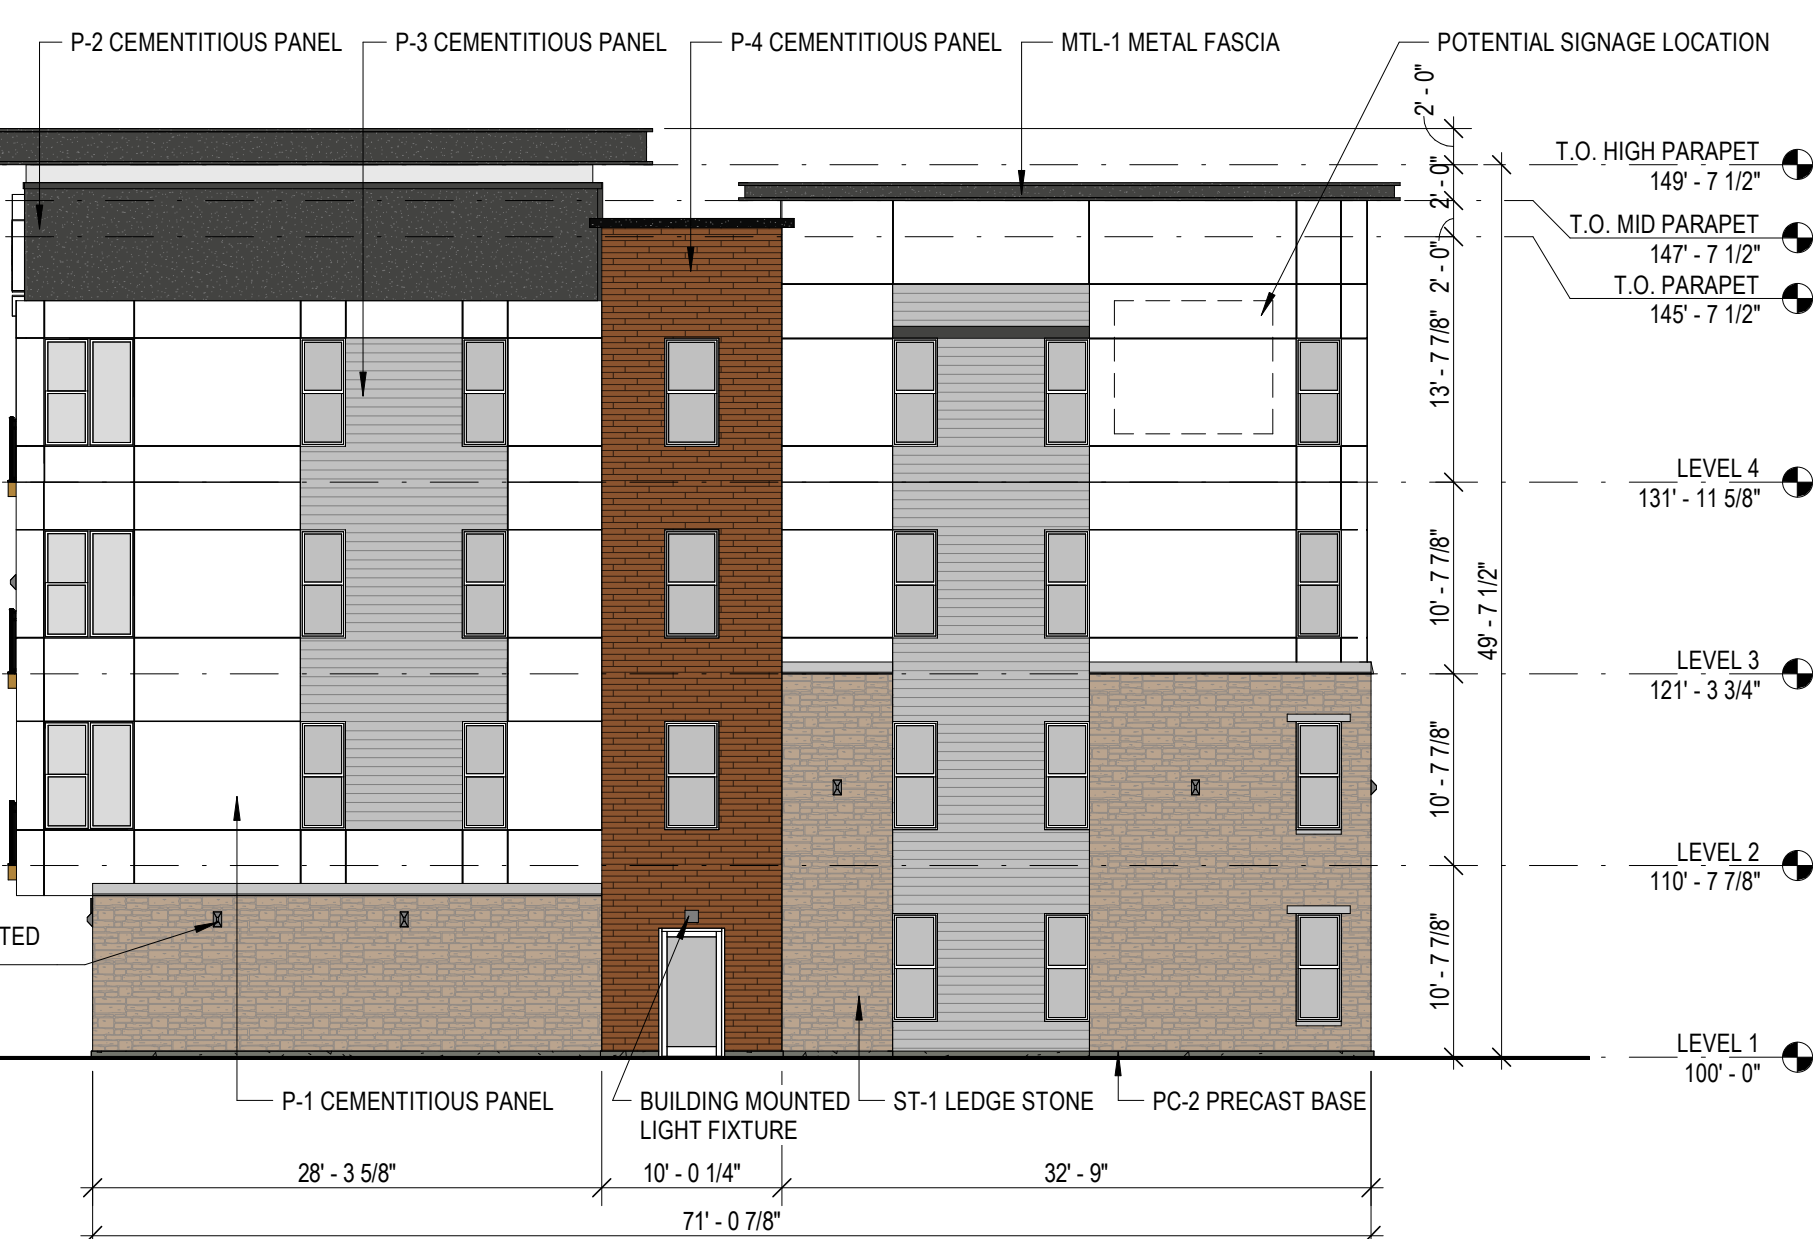 P-2 CEMENTITIOUS PANEL
P-3 CEMENTITIOUS PANEL
P-4 CEMENTITIOUS PANEL
MTL-1 METAL FASCIA
POTENTIAL SIGNAGE LOCATION
2' - 0"
2' - 0"
2' - 0"
13' - 7 7/8"
10' - 7 7/8"
10' - 7 7/8"
10' - 7 7/8"
49' - 7 1/2"
T.O. HIGH PARAPET
149' - 7 1/2"
T.O. MID PARAPET
147' - 7 1/2"
T.O. PARAPET
145' - 7 1/2"
LEVEL 4
131' - 11 5/8"
LEVEL 3
121' - 3 3/4"
LEVEL 2
110' - 7 7/8"
LEVEL 1
100' - 0"
TED
P-1 CEMENTITIOUS PANEL
BUILDING MOUNTED
LIGHT FIXTURE
ST-1 LEDGE STONE
PC-2 PRECAST BASE
28' - 3 5/8"
10' - 0 1/4"
32' - 9"
71' - 0 7/8"